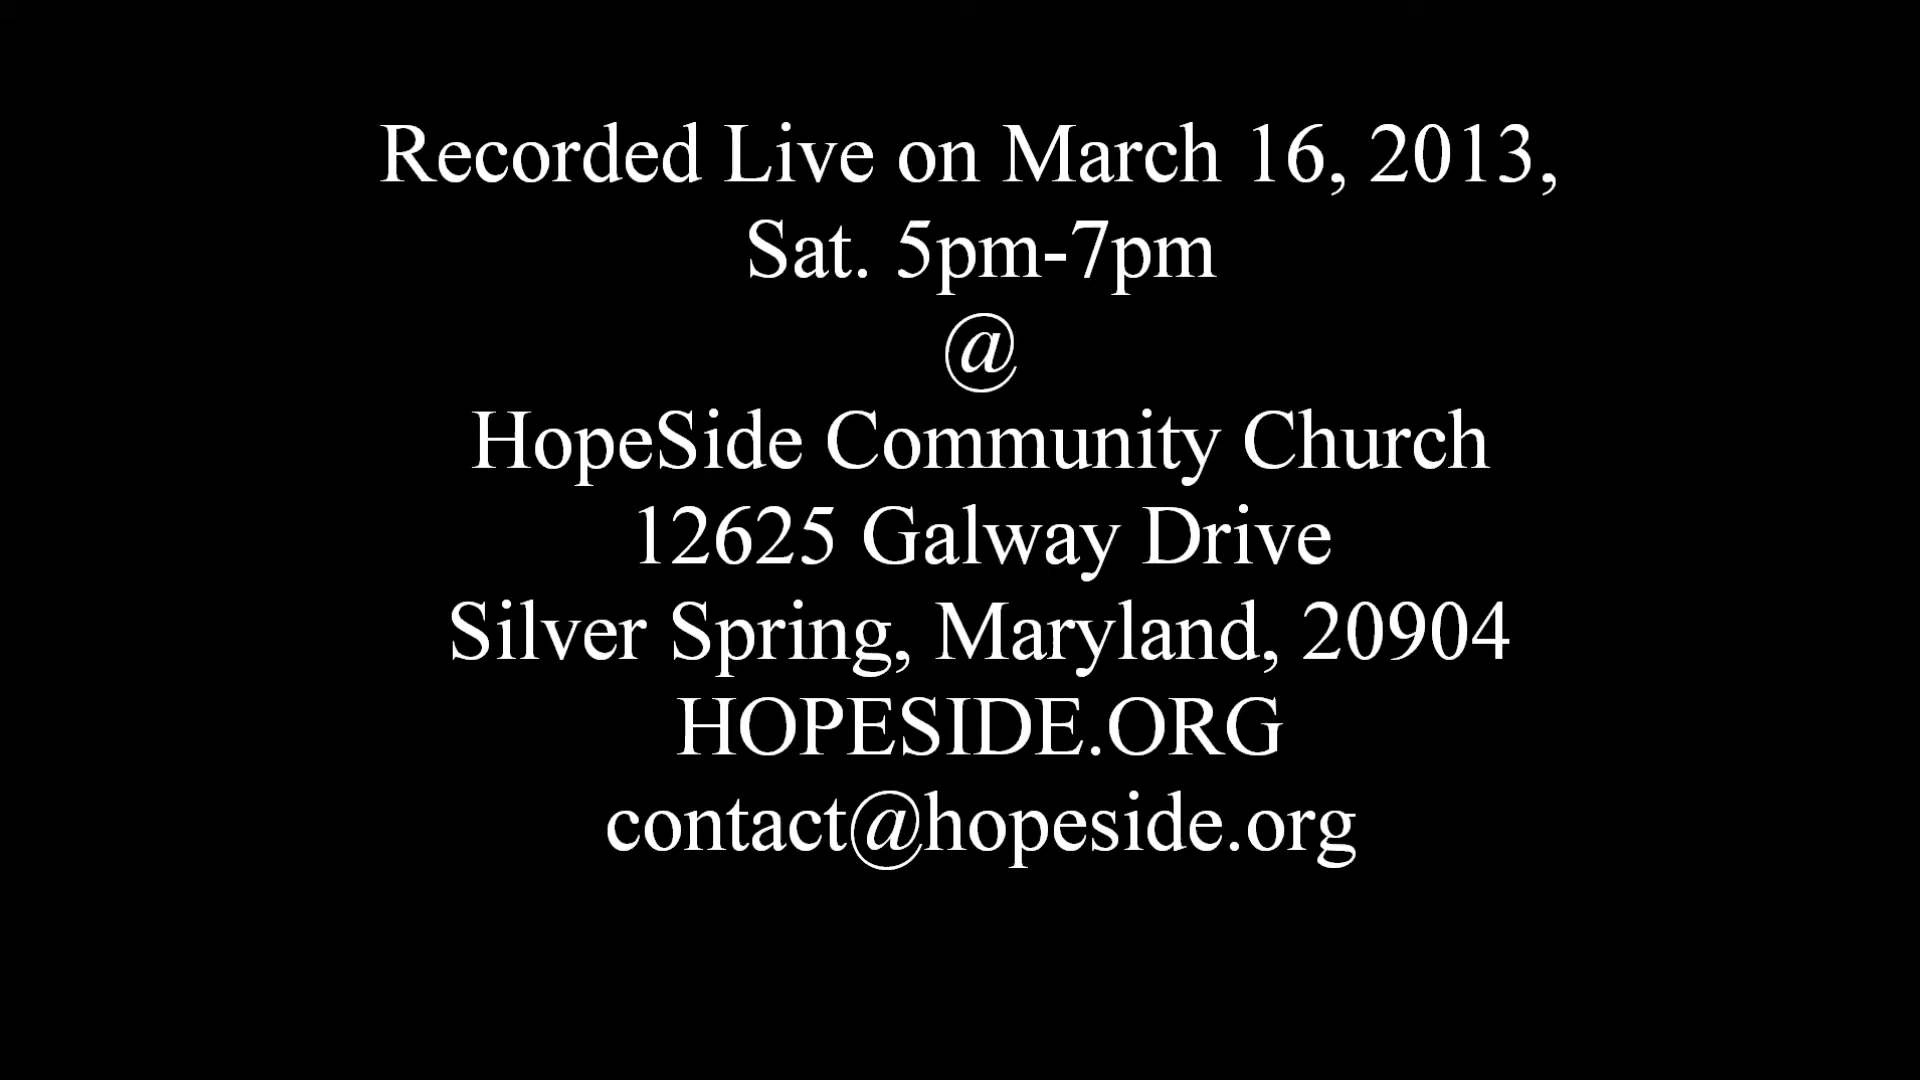 Recorded Live on March 16, 2013,
Sat. 5pm-7pm
@
HopeSide Community Church
12625 Galway Drive
Silver Spring, Maryland, 20904
HOPESIDE.ORG
contact@hopeside.org